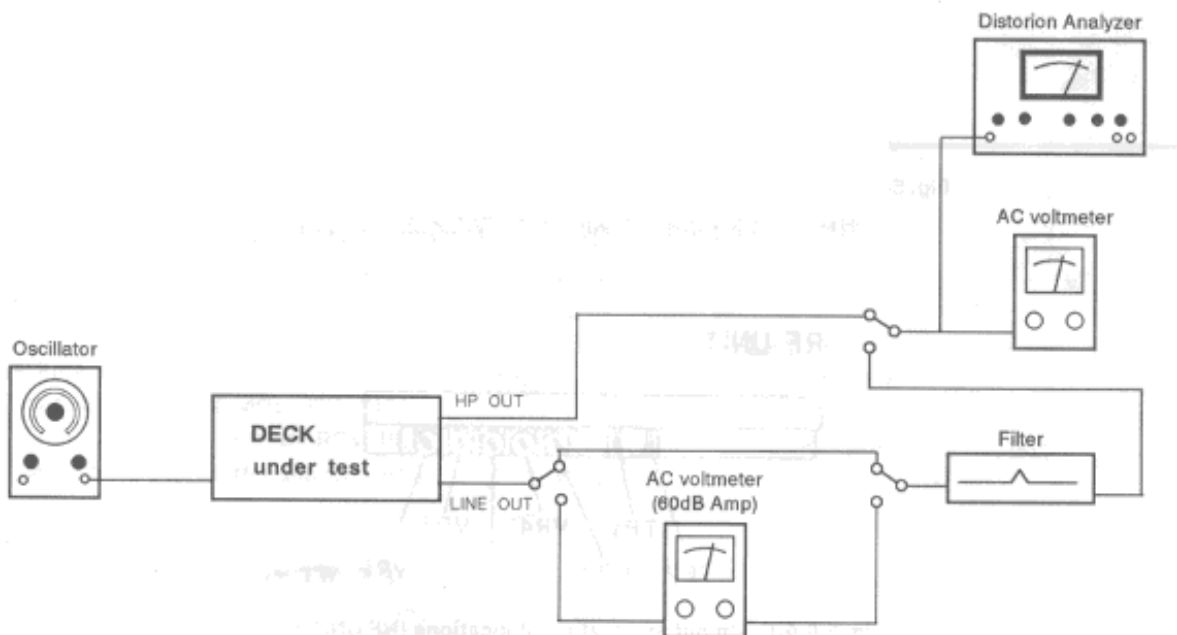 Distorion Analyzer
AC voltmeter
Oscillator
HP OUT
DECK
under test
LINE OUT
AC voltmeter
(60dB Amp)
Filter
RF UNIT